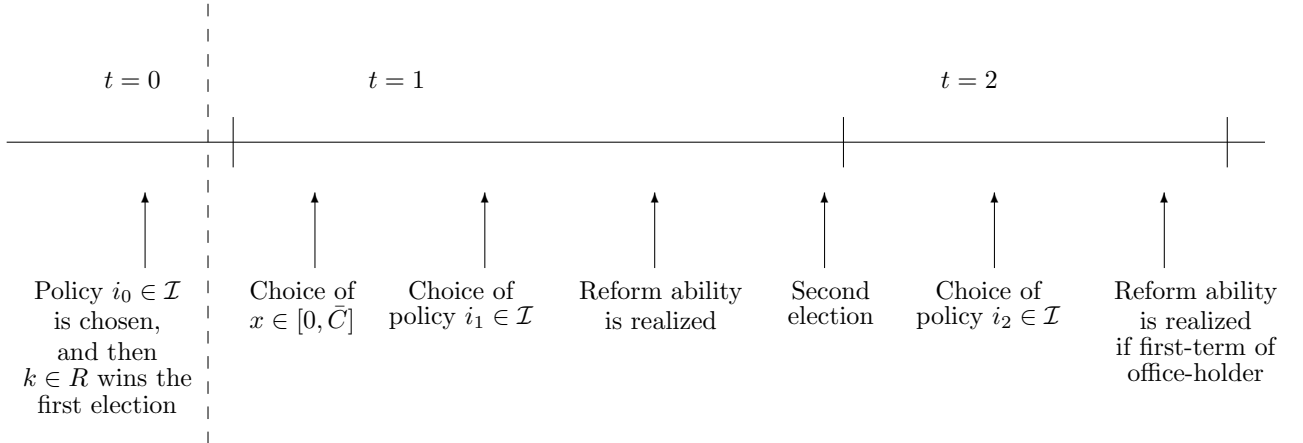 t = 0
t = 1
t = 2
Policy i₀ ∈ ℐ
is chosen,
and then
k ∈ R wins the
first election
Choice of
x ∈ [0, C̄]
Choice of
policy i₁ ∈ ℐ
Reform ability
is realized
Second
election
Choice of
policy i₂ ∈ ℐ
Reform ability
is realized
if first-term of
office-holder